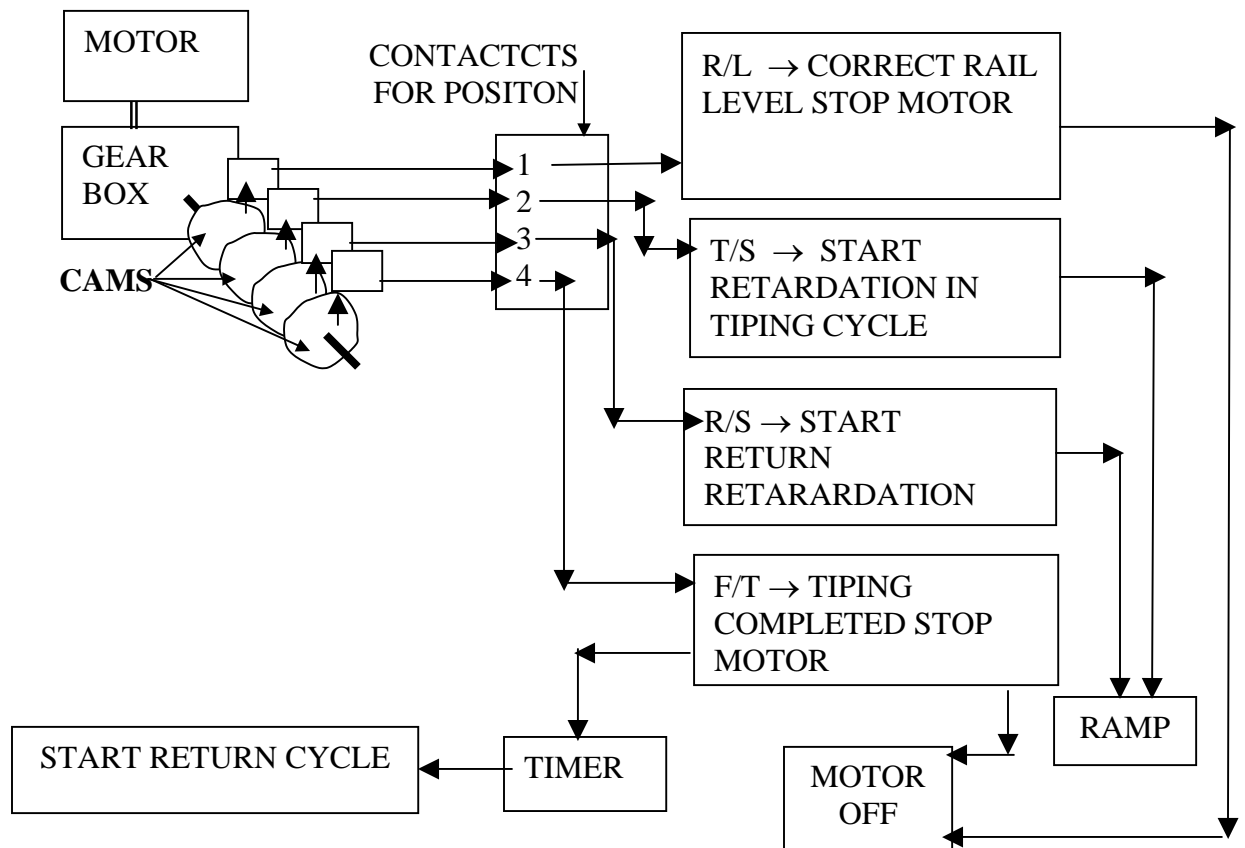 MOTOR
CONTACTCTS
FOR POSITON
R/L → CORRECT RAIL
LEVEL STOP MOTOR
GEAR
BOX
1
2
3
4
CAMS
T/S → START
RETARDATION IN
TIPING CYCLE
R/S → START
RETURN
RETARARDATION
F/T → TIPING
COMPLETED STOP
MOTOR
RAMP
START RETURN CYCLE
TIMER
MOTOR
OFF